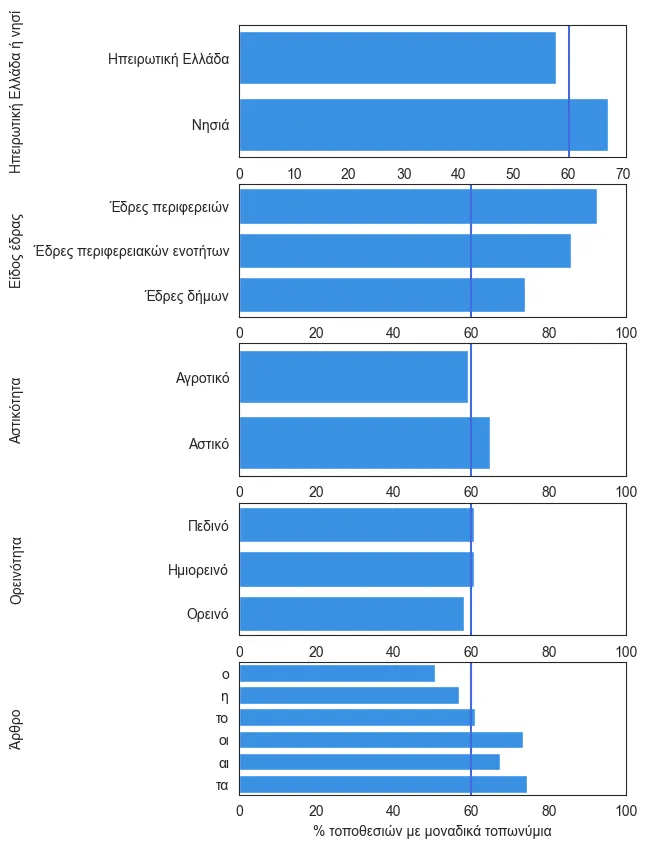 Ηπειρωτική Ελλάδα ή νησί
Ηπειρωτική Ελλάδα
Νησιά
0 10 20 30 40 50 60 70
Είδος έδρας
Έδρες περιφερειών
Έδρες περιφερειακών ενοτήτων
Έδρες δήμων
0 20 40 60 80 100
Αστικότητα
Αγροτικό
Αστικό
0 20 40 60 80 100
Ορεινότητα
Πεδινό
Ημιορεινό
Ορεινό
0 20 40 60 80 100
Άρθρο
ο
η
το
οι
αι
τα
0 20 40 60 80 100
% τοποθεσιών με μοναδικά τοπωνύμια